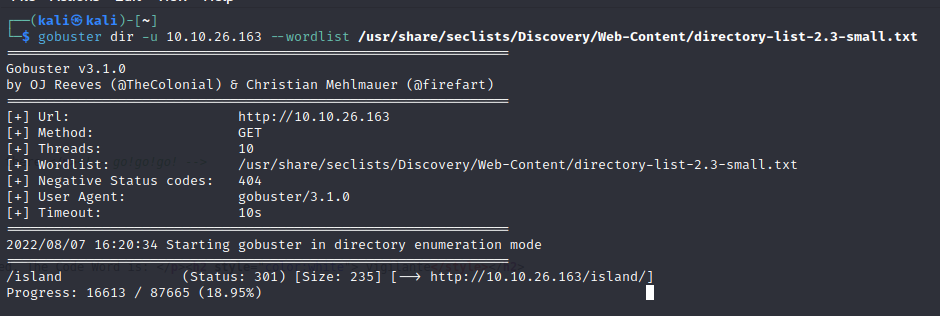 (kali㉿kali)-[~]
$ gobuster dir -u 10.10.26.163 --wordlist /usr/share/seclists/Discovery/Web-Content/directory-list-2.3-small.txt
===============================================================
Gobuster v3.1.0
by OJ Reeves (@TheColonial) & Christian Mehlmauer (@firefart)
===============================================================
[+] Url: http://10.10.26.163
[+] Method: GET
[+] Threads: 10
[+] Wordlist: /usr/share/seclists/Discovery/Web-Content/directory-list-2.3-small.txt
[+] Negative Status codes: 404
[+] User Agent: gobuster/3.1.0
[+] Timeout: 10s
===============================================================
2022/08/07 16:20:34 Starting gobuster in directory enumeration mode
===============================================================
/island (Status: 301) [Size: 235] [--> http://10.10.26.163/island/]
Progress: 16613 / 87665 (18.95%)